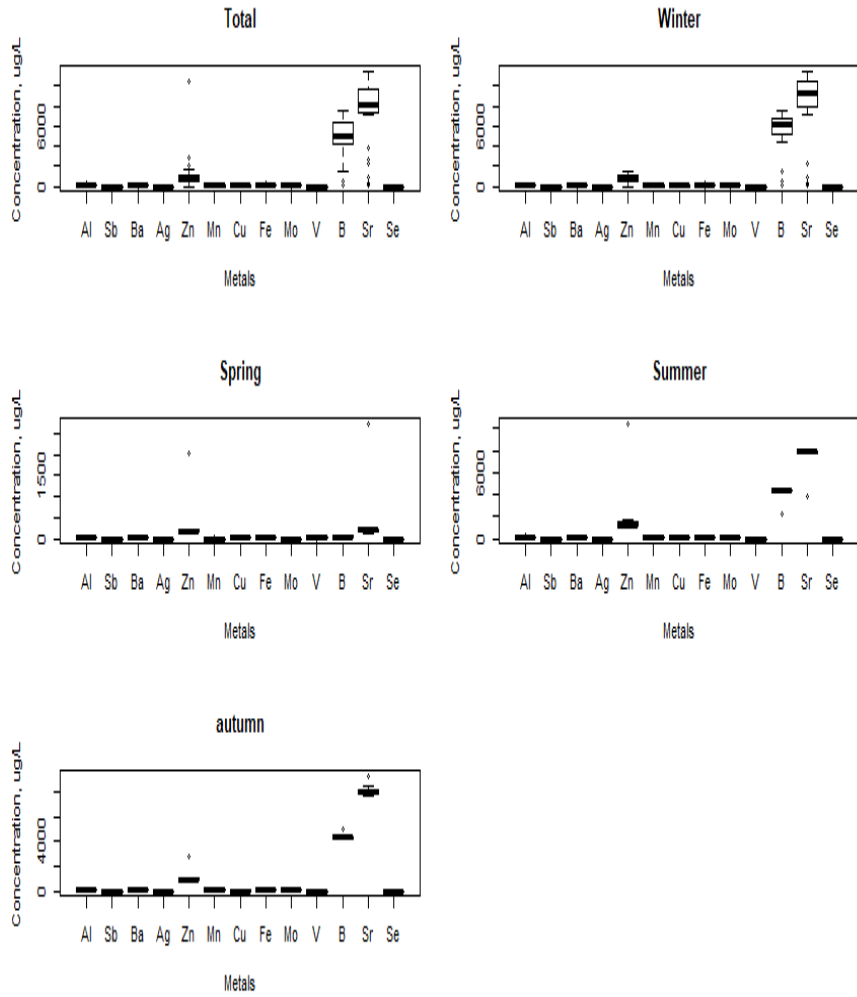 Total
Concentration, ug/L
6000
0
Al Sb Ba Ag Zn Mn Cu Fe Mo V B Sr Se
Metals
Winter
Concentration, ug/L
6000
0
Al Sb Ba Ag Zn Mn Cu Fe Mo V B Sr Se
Metals
Spring
Concentration, ug/L
1500
0
Al Sb Ba Ag Zn Mn Cu Fe Mo V B Sr Se
Metals
Summer
Concentration, ug/L
6000
0
Al Sb Ba Ag Zn Mn Cu Fe Mo V B Sr Se
Metals
autumn
Concentration, ug/L
4000
0
Al Sb Ba Ag Zn Mn Cu Fe Mo V B Sr Se
Metals